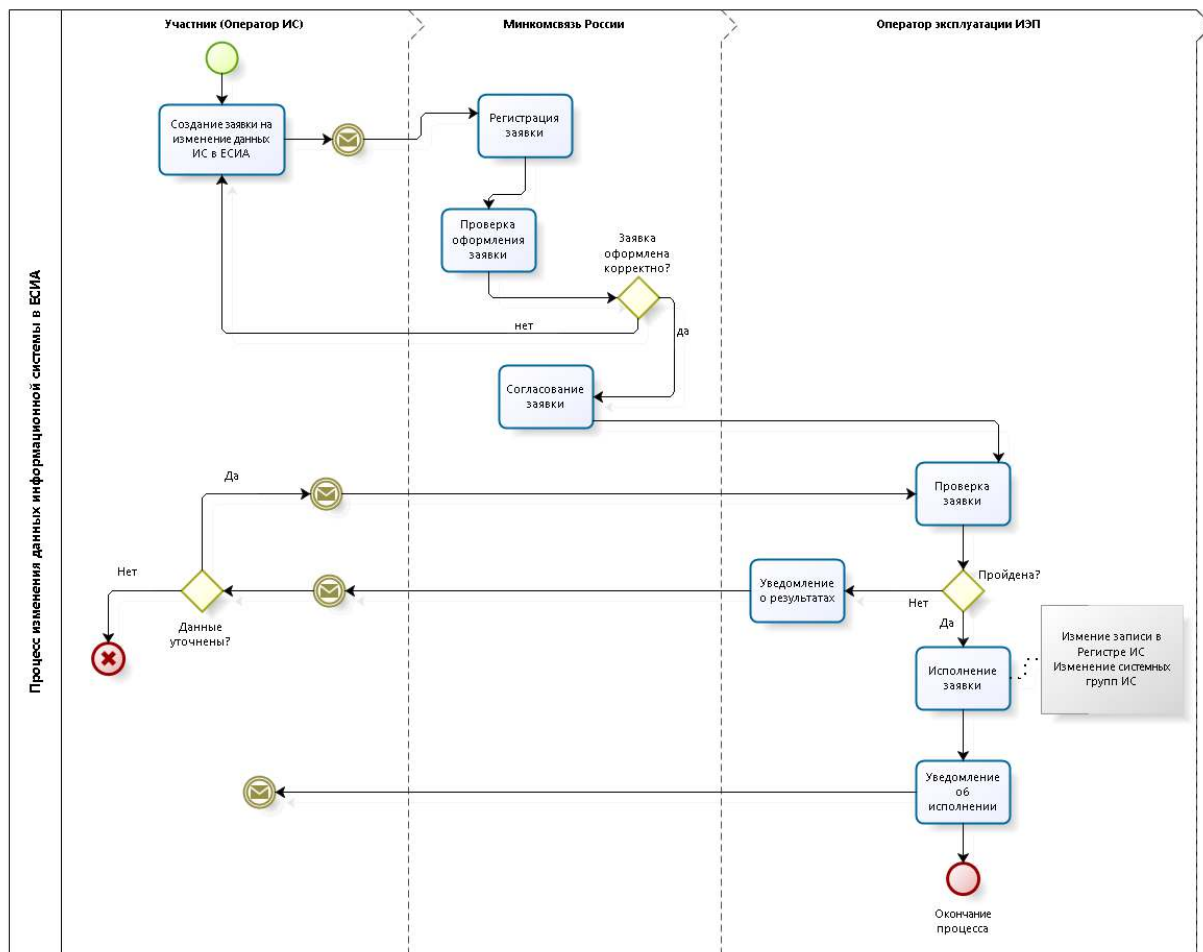 Участник (Оператор ИС)
Минкомсвязь России
Оператор эксплуатации ИЭП
Процесс изменения данных информационной системы в ЕСИА
Создание заявки на
изменение данных
ИС в ЕСИА
Регистрация
заявки
Проверка
оформления
заявки
Заявка
оформлена
корректно?
нет
да
Согласование
заявки
Да
Проверка
заявки
Нет
Данные
уточнены?
Уведомление
о результатах
Нет
Пройдена?
Да
Исполнение
заявки
Измение записи в
Регистре ИС
Изменение системных
групп ИС
Уведомление
об
исполнении
Окончание
процесса